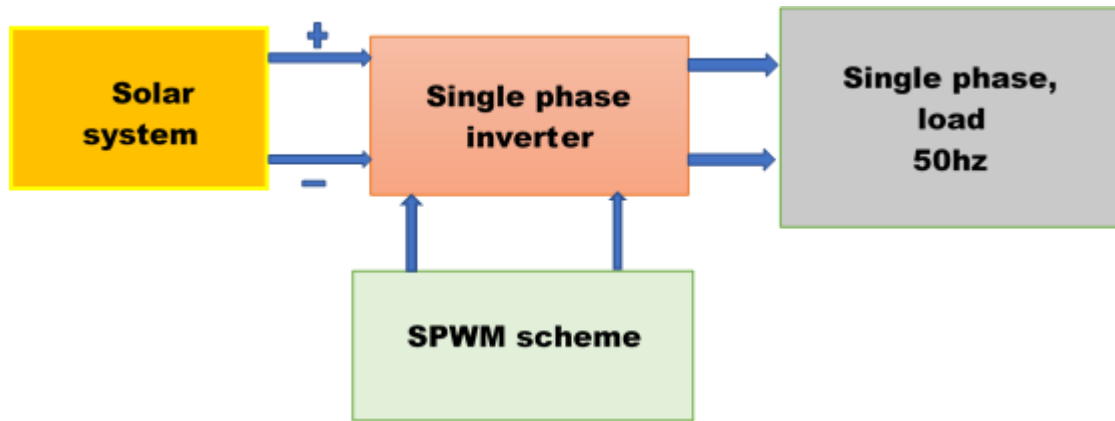 Solar
system
+
−
Single phase
inverter
Single phase,
load
50hz
SPWM scheme